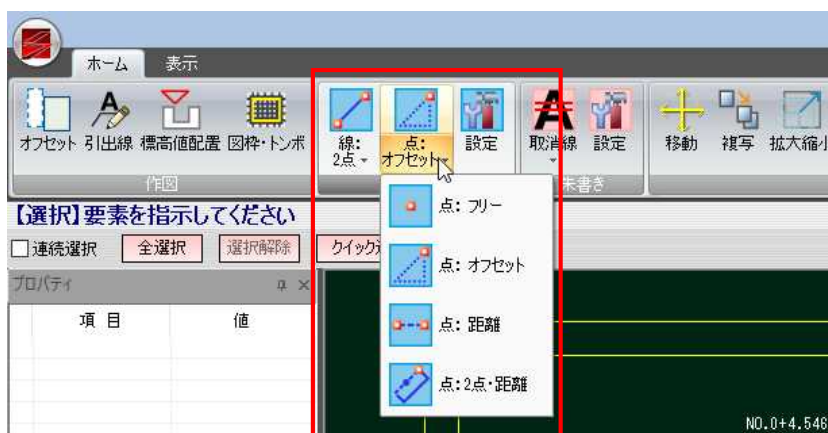 ホーム 表示
オフセット 引出線 標高値配置 図枠・トンボ 線:2点 点:オフセット 設定 取消線 設定 移動 複写 拡大縮小
作図 朱書き
【選択】要素を指示してください
連続選択 全選択 選択解除 クイック
プロパティ
項 目 値
点: フリー
点: オフセット
点: 距離
点:2点・距離
NO.0+4.546